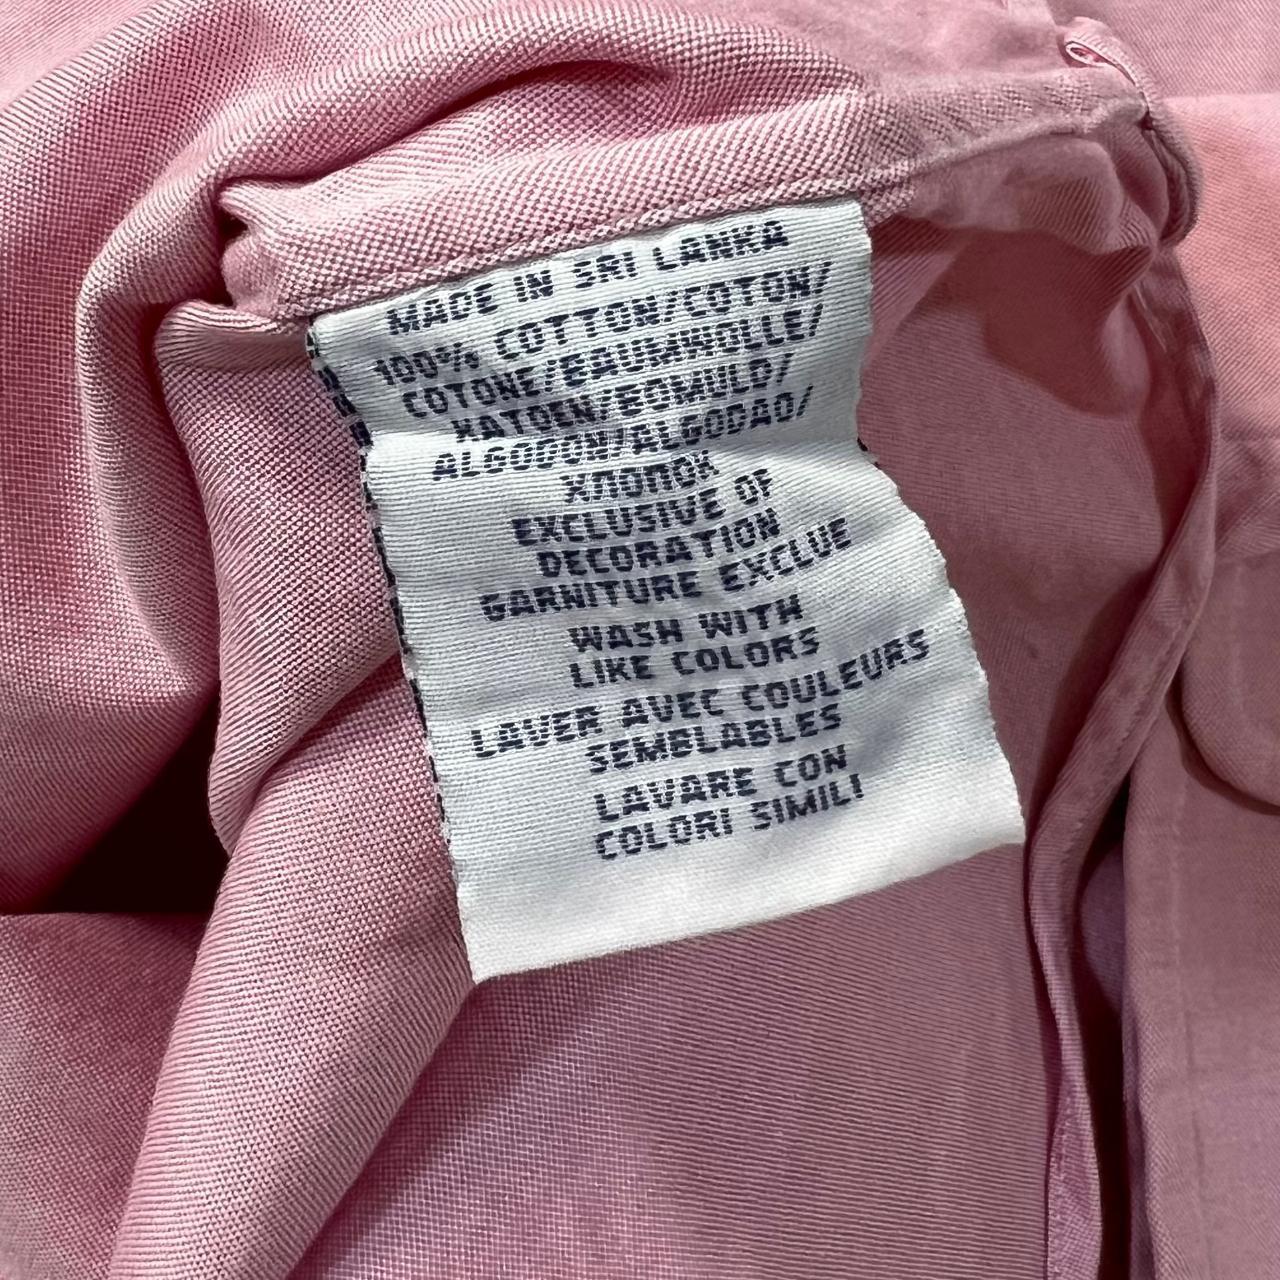 MADE IN SRI LANKA
100% COTTON/COTON/
COTONE/BAUMWOLLE/
KATOEN/BOMULD/
ALGODON/ALGODAO/
ХЛОПОК
EXCLUSIVE OF
DECORATION
GARNITURE EXCLUE
WASH WITH
LIKE COLORS
LAVER AVEC COULEURS
SEMBLABLES
LAVARE CON
COLORI SIMILI